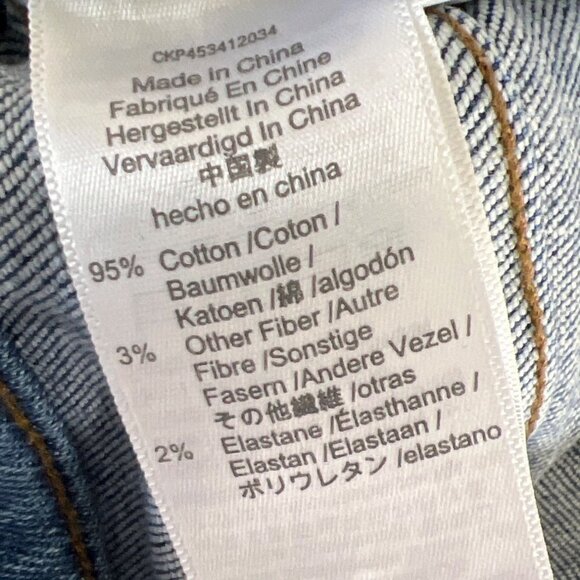 CKP453412034
Made In China
Fabriqué En Chine
Hergestellt In China
Vervaardigd In China
中国製
hecho en china
95% Cotton /Coton /
Baumwolle /
Katoen /綿 /algodón
3% Other Fiber /Autre
Fibre /Sonstige
Fasern /Andere Vezel /
その他繊維 /otras
2% Elastane /Élasthanne /
Elastan /Elastaan /
ポリウレタン /elastano